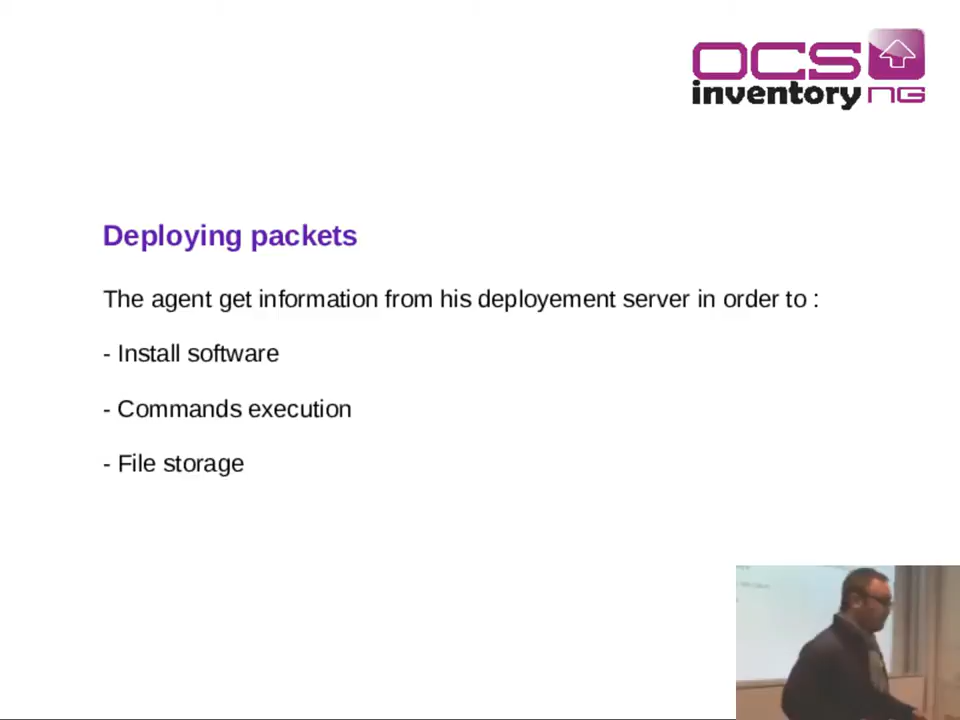 OCS
inventory NG
Deploying packets
The agent get information from his deployement server in order to :
- Install software
- Commands execution
- File storage